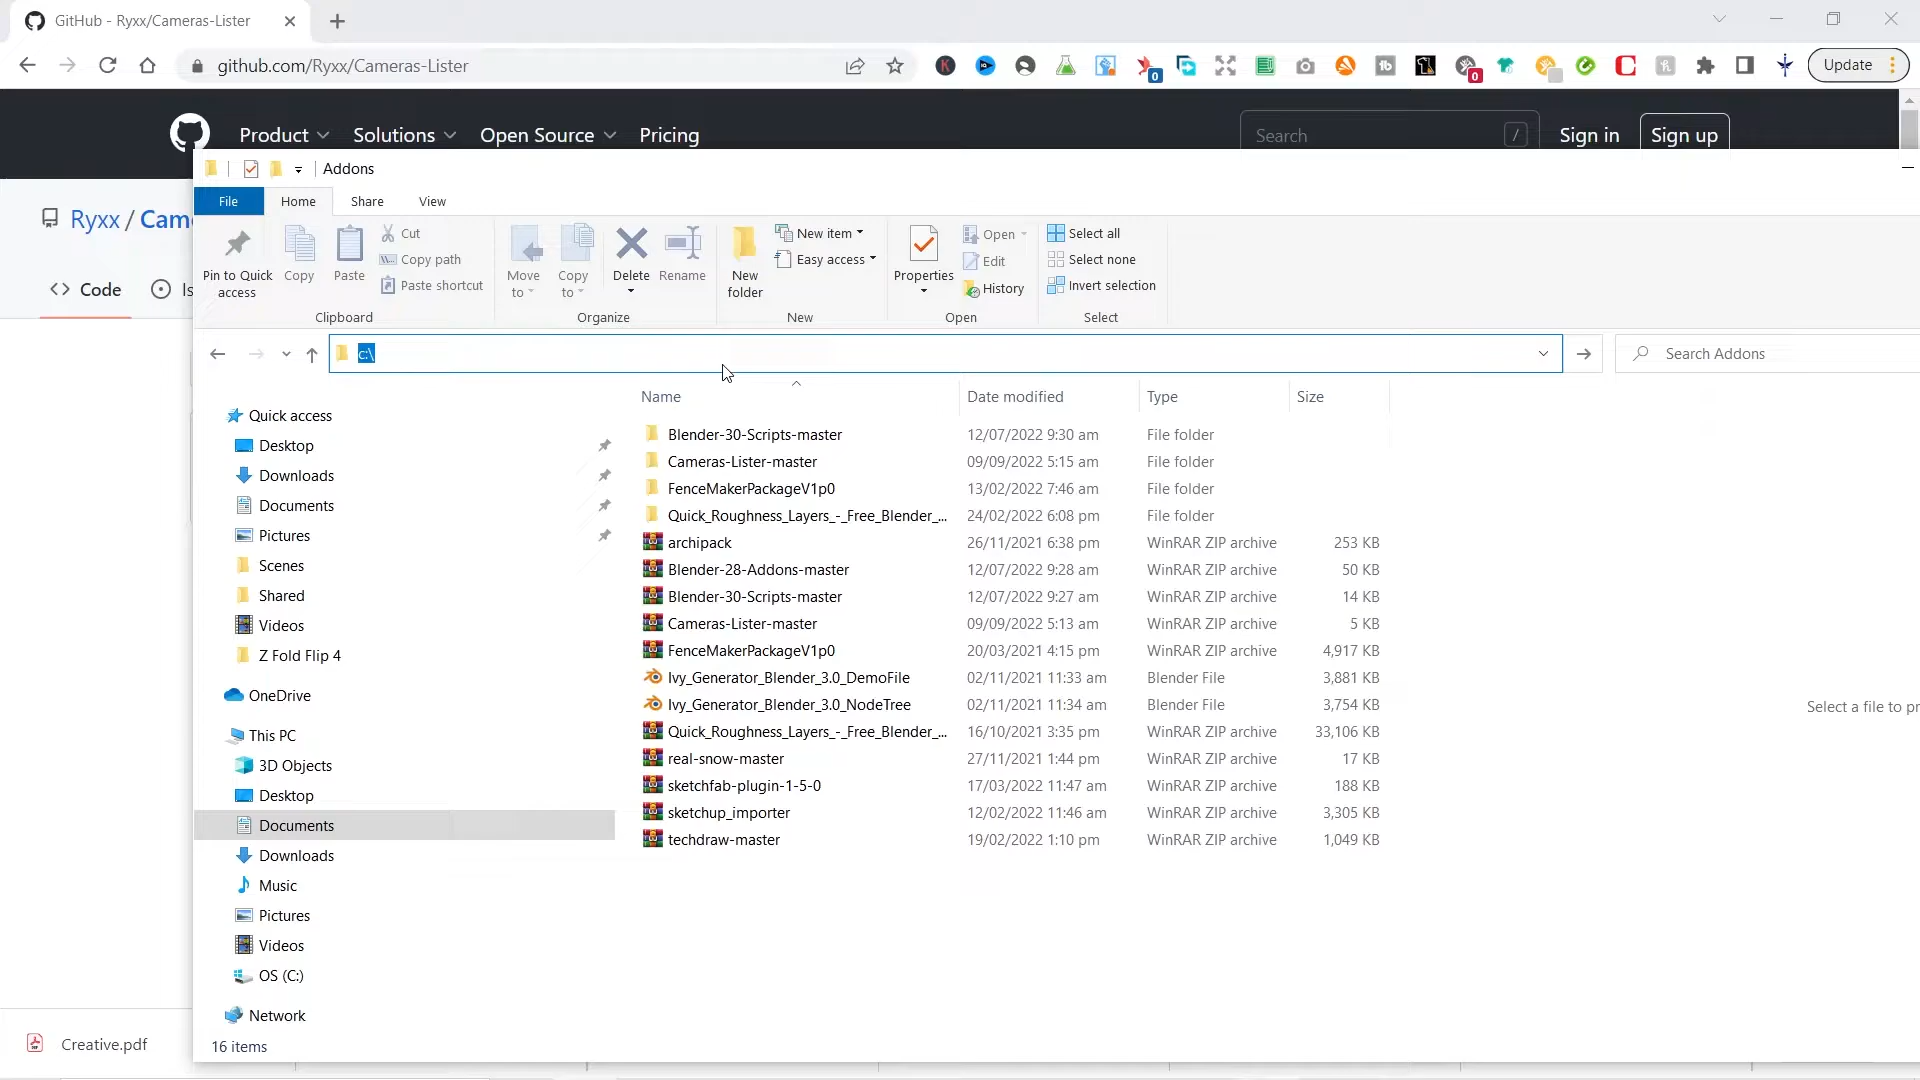 GitHub - Ryxx/Cameras-Lister
github.com/Ryxx/Cameras-Lister
0
0
Update
Product Solutions Open Source Pricing
Search /
Sign in Sign up
Addons
Ryxx / Cam
File Home Share View
Code
Is
Pin to Quick access
Copy
Paste
Cut
Copy path
Paste shortcut
Clipboard
Move to
Copy to
Delete
Rename
Organize
New folder
New item
Easy access
New
Properties
Open
Edit
History
Open
Select all
Select none
Invert selection
Select
c:\
Search Addons
Name Date modified Type Size
Quick access
Desktop
Downloads
Documents
Pictures
Scenes
Shared
Videos
Z Fold Flip 4
OneDrive
This PC
3D Objects
Desktop
Documents
Downloads
Music
Pictures
Videos
OS (C:)
Network
Blender-30-Scripts-master 12/07/2022 9:30 am File folder
Cameras-Lister-master 09/09/2022 5:15 am File folder
FenceMakerPackageV1p0 13/02/2022 7:46 am File folder
Quick_Roughness_Layers_-_Free_Blender_... 24/02/2022 6:08 pm File folder
archipack 26/11/2021 6:38 pm WinRAR ZIP archive 253 KB
Blender-28-Addons-master 12/07/2022 9:28 am WinRAR ZIP archive 50 KB
Blender-30-Scripts-master 12/07/2022 9:27 am WinRAR ZIP archive 14 KB
Cameras-Lister-master 09/09/2022 5:13 am WinRAR ZIP archive 5 KB
FenceMakerPackageV1p0 20/03/2021 4:15 pm WinRAR ZIP archive 4,917 KB
Ivy_Generator_Blender_3.0_DemoFile 02/11/2021 11:33 am Blender File 3,881 KB
Ivy_Generator_Blender_3.0_NodeTree 02/11/2021 11:34 am Blender File 3,754 KB
Quick_Roughness_Layers_-_Free_Blender_... 16/10/2021 3:35 pm WinRAR ZIP archive 33,106 KB
real-snow-master 27/11/2021 1:44 pm WinRAR ZIP archive 17 KB
sketchfab-plugin-1-5-0 17/03/2022 11:47 am WinRAR ZIP archive 188 KB
sketchup_importer 12/02/2022 11:46 am WinRAR ZIP archive 3,305 KB
techdraw-master 19/02/2022 1:10 pm WinRAR ZIP archive 1,049 KB
Select a file to pr
16 items
Creative.pdf